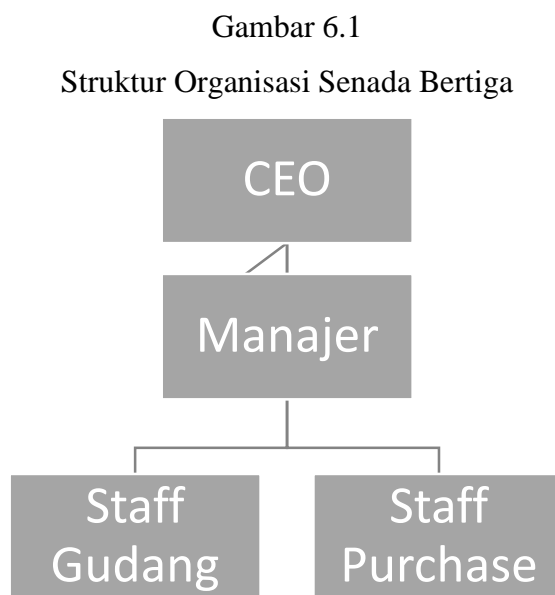 Gambar 6.1
Struktur Organisasi Senada Bertiga
CEO
Manajer
Staff
Gudang
Staff
Purchase